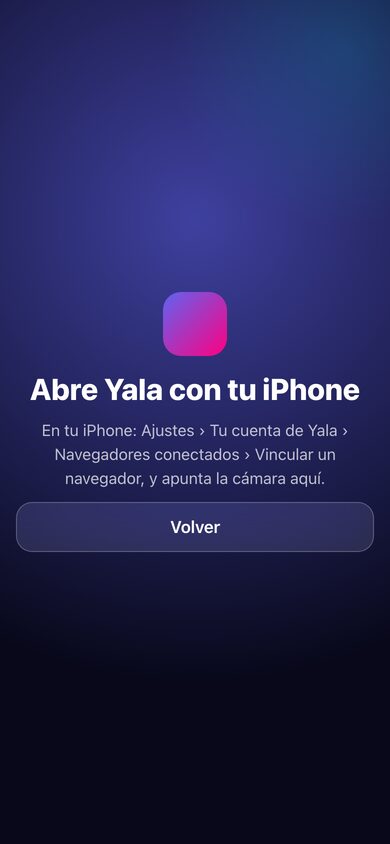 Abre Yala con tu iPhone
En tu iPhone: Ajustes › Tu cuenta de Yala ›
Navegadores conectados › Vincular un
navegador, y apunta la cámara aquí.
Volver